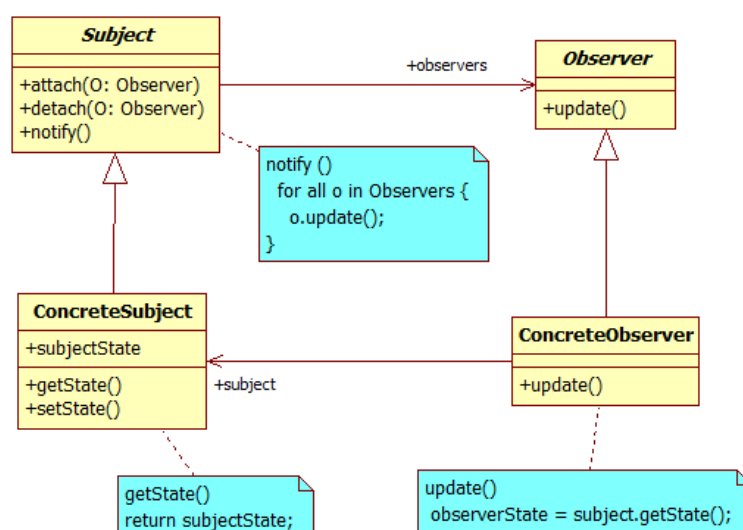 Subject
+attach(O: Observer)
+detach(O: Observer)
+notify()
+observers
Observer
+update()
notify ()
for all o in Observers {
o.update();
}
ConcreteSubject
+subjectState
+getState()
+setState()
+subject
ConcreteObserver
+update()
getState()
return subjectState;
update()
observerState = subject.getState();